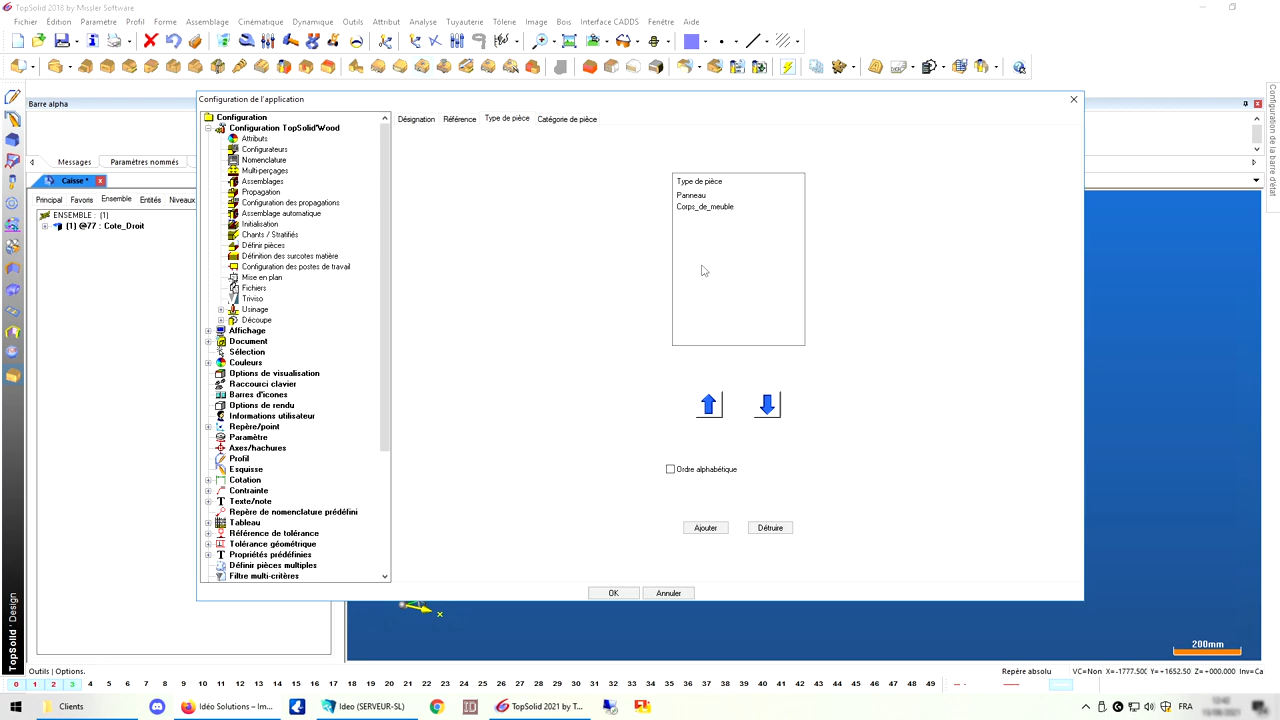 TopSolid 2018 by Missler Software
Fichier Édition Paramètre Profil Forme Assemblage Cinématique Dynamique Outils Attribut Analyse Tuyauterie Tôlerie Image Bois Interface CADDS Fenêtre Aide
Barre alpha
Configuration de la barre d'état
Messages Paramètres nommés
Caisse *
Principal Favoris Ensemble Entités Niveaux
ENSEMBLE : (1)
(1) @77 : Cote_Droit
Configuration de l'application
Configuration
Configuration TopSolid'Wood
Attributs
Configurateurs
Nomenclature
Multi-perçages
Assemblages
Propagation
Configuration des propagations
Assemblage automatique
Initialisation
Chants / Stratifiés
Définir pièces
Définition des surcotes matière
Configuration des postes de travail
Mise en plan
Fichiers
Triviso
Usinage
Découpe
Affichage
Document
Sélection
Couleurs
Options de visualisation
Raccourci clavier
Barres d'icones
Options de rendu
Informations utilisateur
Repère/point
Paramètre
Axes/hachures
Profil
Esquisse
Cotation
Contrainte
Texte/note
Repère de nomenclature prédéfini
Tableau
Référence de tolérance
Tolérance géométrique
Propriétés prédéfinies
Définir pièces multiples
Filtre multi-critères
Désignation Référence Type de pièce Catégorie de pièce
Type de pièce
Panneau
Corps_de_meuble
Ordre alphabétique
Ajouter Détruire
OK Annuler
x
200mm
TopSolid ' Design
Outils | Options.
Repère absolu VC=Non X=-1777.500 Y=+1652.50 Z=+000.000 Inv=Ca
1 2 3 4 5 6 7 8 9 10 11 12 13 14 15 16 17 18 19 20 21 22 23 24 25 26 27 28 29 30 31 32 33 34 35 36 37 38 39 40 41 42 43 44 45 46 47 48 49
Clients
Idéo Solutions – Im...
Ideo (SERVEUR-SL)
TopSolid 2021 by T...
FRA